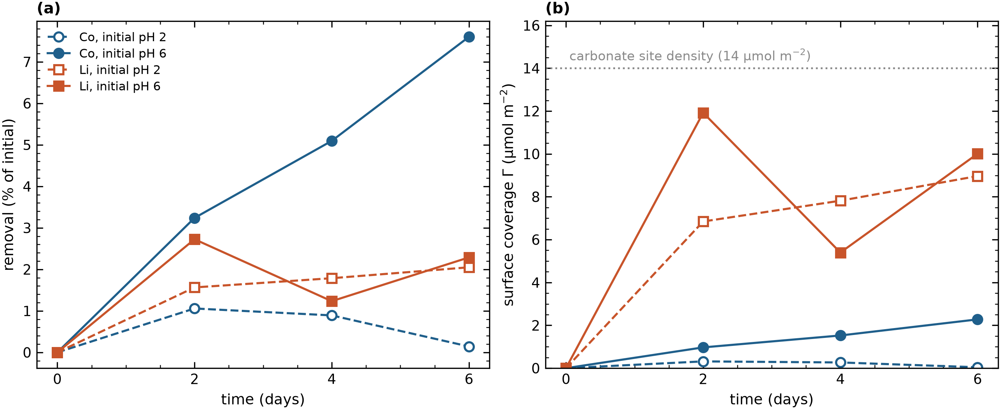 (a)
removal (% of initial)
7
6
5
4
3
2
1
0
Co, initial pH 2
Co, initial pH 6
Li, initial pH 2
Li, initial pH 6
0 2 4 6
time (days)
(b)
surface coverage Γ (µmol m⁻²)
16
14
12
10
8
6
4
2
0
carbonate site density (14 µmol m⁻²)
0 2 4 6
time (days)